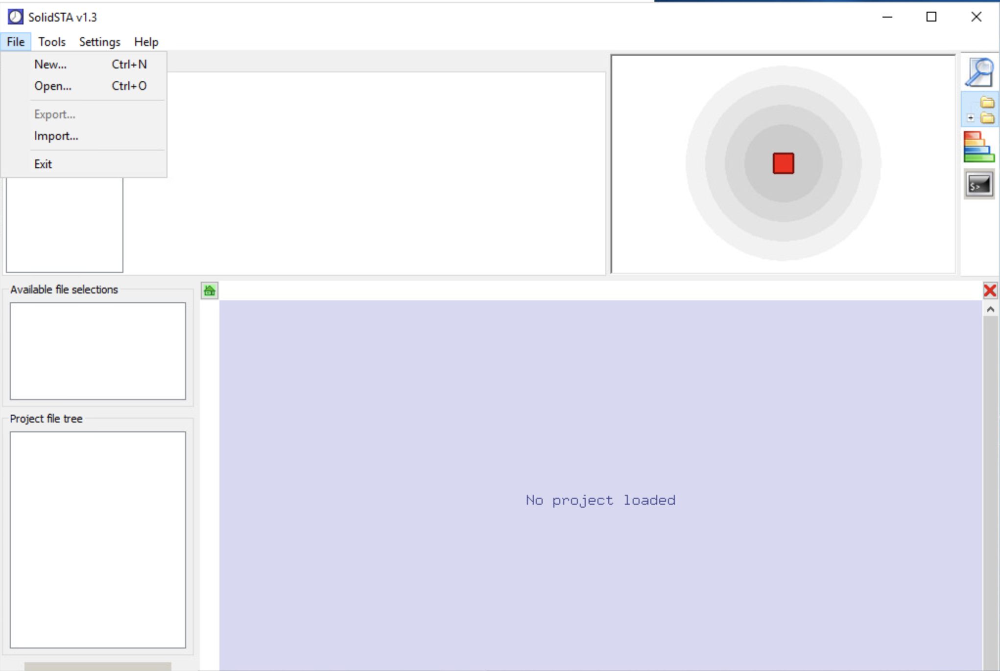 SolidSTA v1.3
File Tools Settings Help
New... Ctrl+N
Open... Ctrl+O
Export...
Import...
Exit
$>
Available file selections
Project file tree
No project loaded